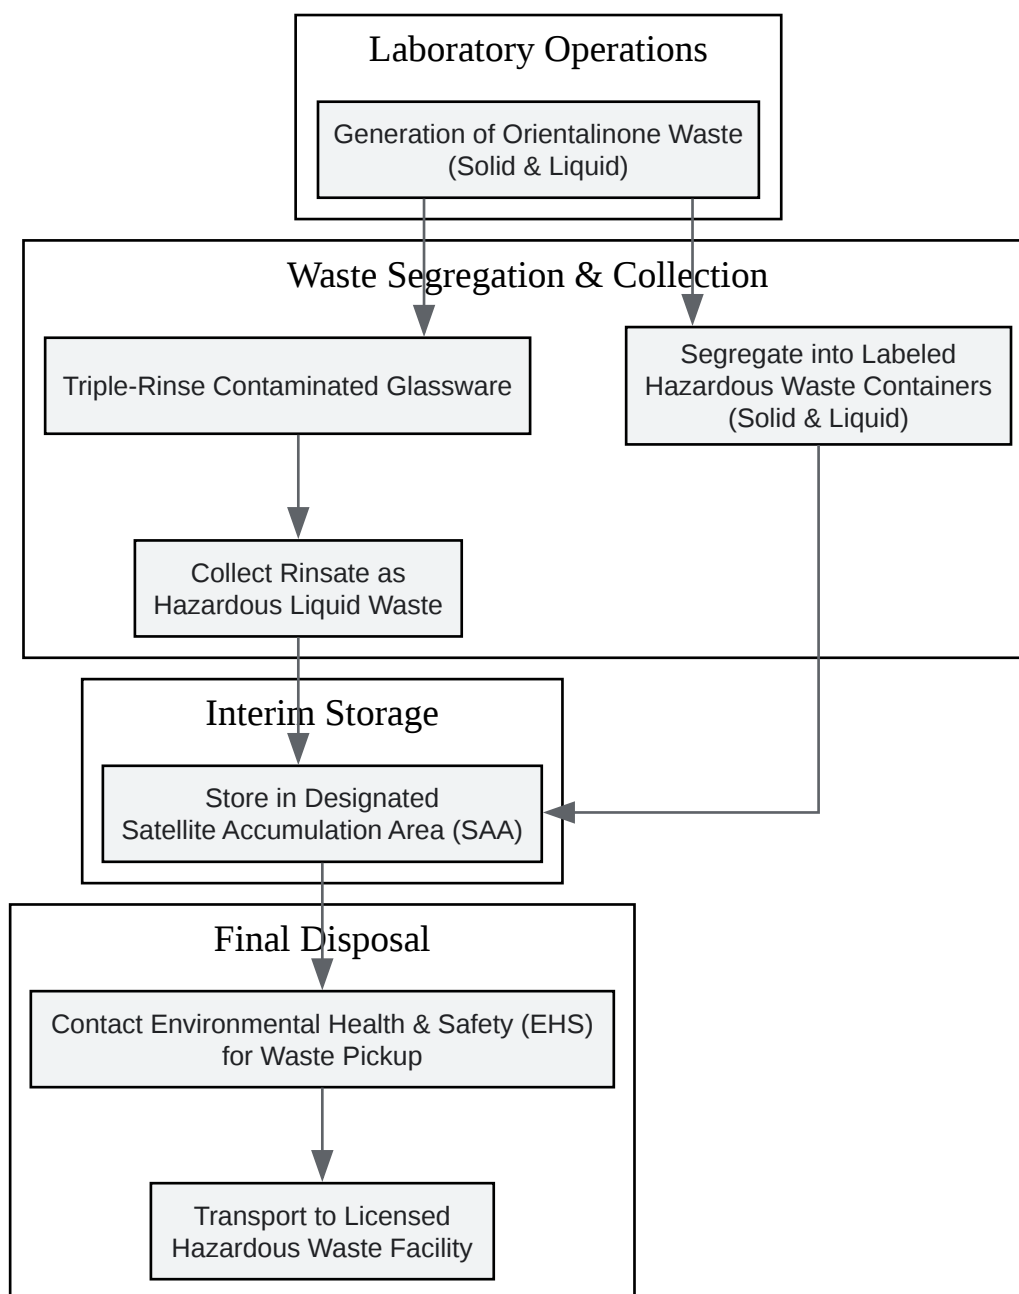 Laboratory Operations
Generation of Orientalinone Waste
(Solid & Liquid)
Waste Segregation & Collection
Triple-Rinse Contaminated Glassware
Segregate into Labeled
Hazardous Waste Containers
(Solid & Liquid)
Collect Rinsate as
Hazardous Liquid Waste
Interim Storage
Store in Designated
Satellite Accumulation Area (SAA)
Final Disposal
Contact Environmental Health & Safety (EHS)
for Waste Pickup
Transport to Licensed
Hazardous Waste Facility